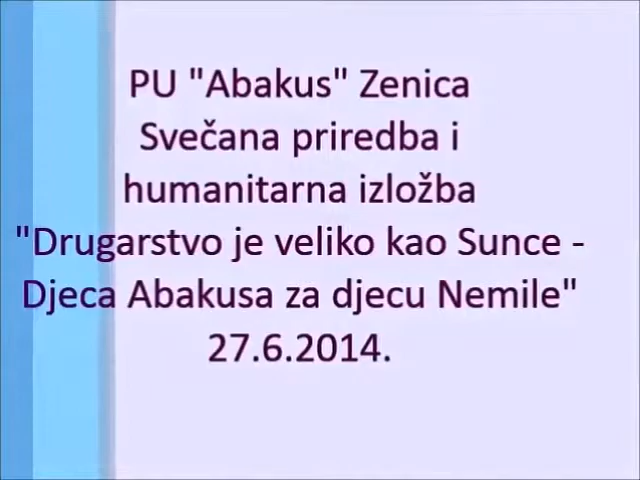 PU "Abakus" Zenica
Svečana priredba i
humanitarna izložba
"Drugarstvo je veliko kao Sunce -
Djeca Abakusa za djecu Nemile"
27.6.2014.